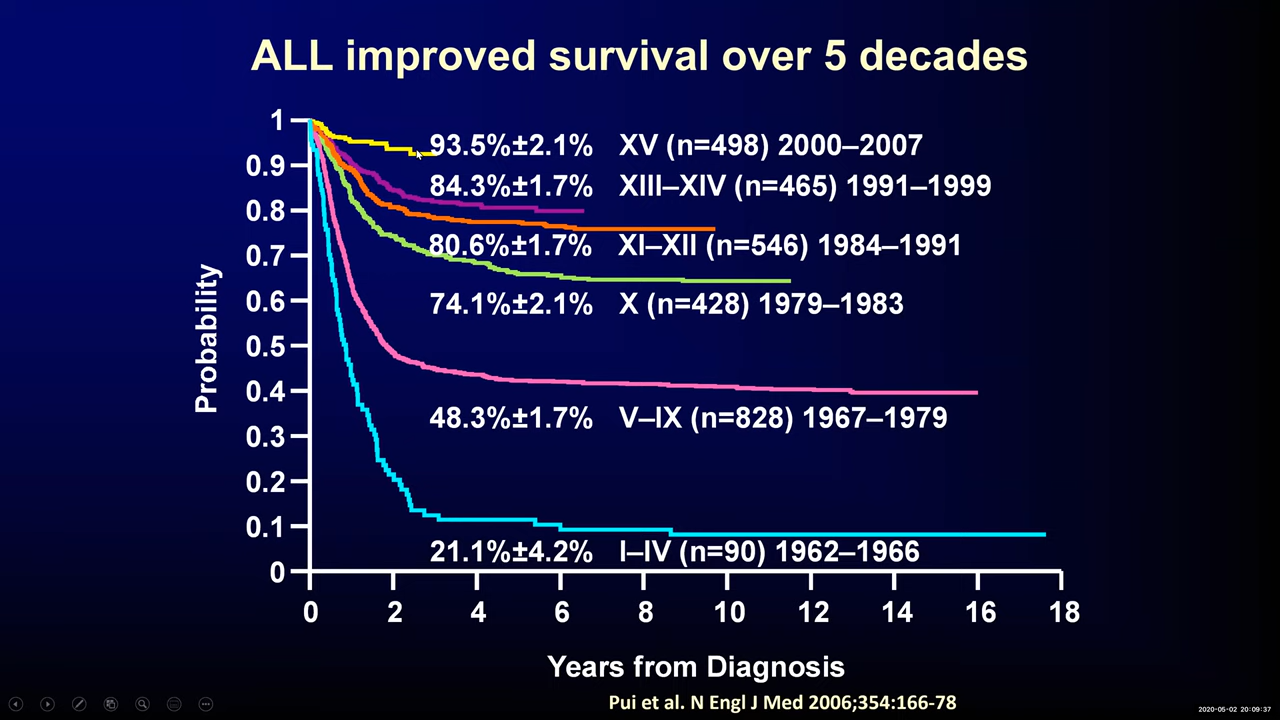 ALL improved survival over 5 decades
1
0.9
0.8
0.7
0.6
0.5
0.4
0.3
0.2
0.1
0
Probability
93.5%±2.1% XV (n=498) 2000–2007
84.3%±1.7% XIII–XIV (n=465) 1991–1999
80.6%±1.7% XI–XII (n=546) 1984–1991
74.1%±2.1% X (n=428) 1979–1983
48.3%±1.7% V–IX (n=828) 1967–1979
21.1%±4.2% I–IV (n=90) 1962–1966
0 2 4 6 8 10 12 14 16 18
Years from Diagnosis
Pui et al. N Engl J Med 2006;354:166-78
2020-05-02 20:09:37